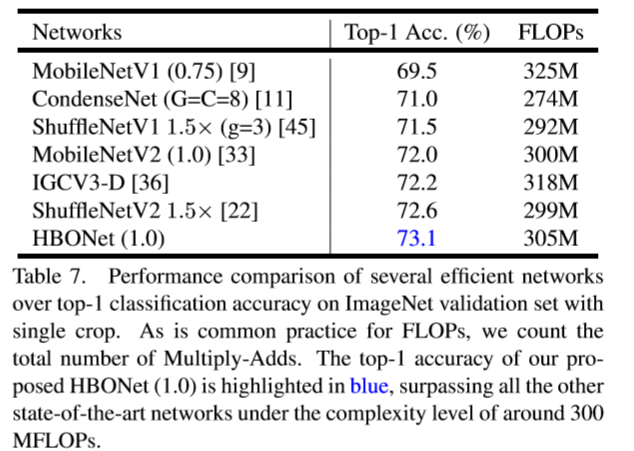 Networks Top-1 Acc. (%) FLOPs
MobileNetV1 (0.75) [9] 69.5 325M
CondenseNet (G=C=8) [11] 71.0 274M
ShuffleNetV1 1.5× (g=3) [45] 71.5 292M
MobileNetV2 (1.0) [33] 72.0 300M
IGCV3-D [36] 72.2 318M
ShuffleNetV2 1.5× [22] 72.6 299M
HBONet (1.0) 73.1 305M
Table 7. Performance comparison of several efficient networks
over top-1 classification accuracy on ImageNet validation set with
single crop. As is common practice for FLOPs, we count the
total number of Multiply-Adds. The top-1 accuracy of our pro-
posed HBONet (1.0) is highlighted in blue, surpassing all the other
state-of-the-art networks under the complexity level of around 300
MFLOPs.